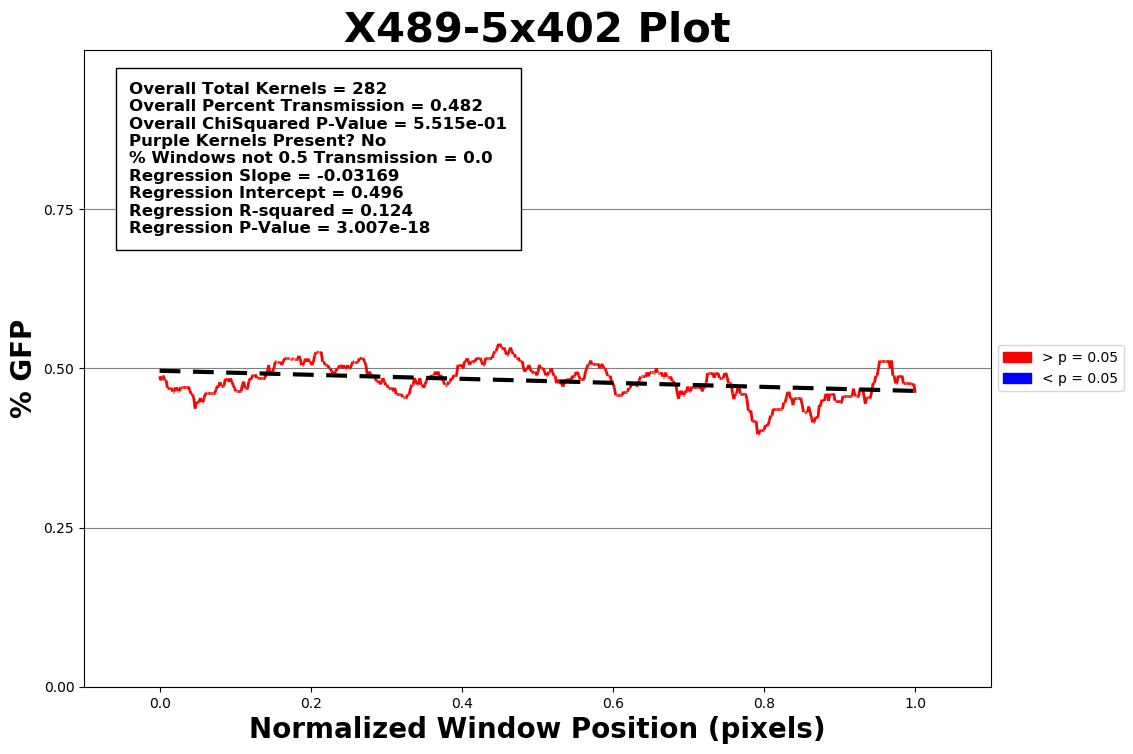 X489-5x402 Plot
Overall Total Kernels = 282
Overall Percent Transmission = 0.482
Overall ChiSquared P-Value = 5.515e-01
Purple Kernels Present? No
% Windows not 0.5 Transmission = 0.0
Regression Slope = -0.03169
Regression Intercept = 0.496
Regression R-squared = 0.124
Regression P-Value = 3.007e-18
% GFP
0.75
0.50
0.25
0.00
> p = 0.05
< p = 0.05
0.0 0.2 0.4 0.6 0.8 1.0
Normalized Window Position (pixels)